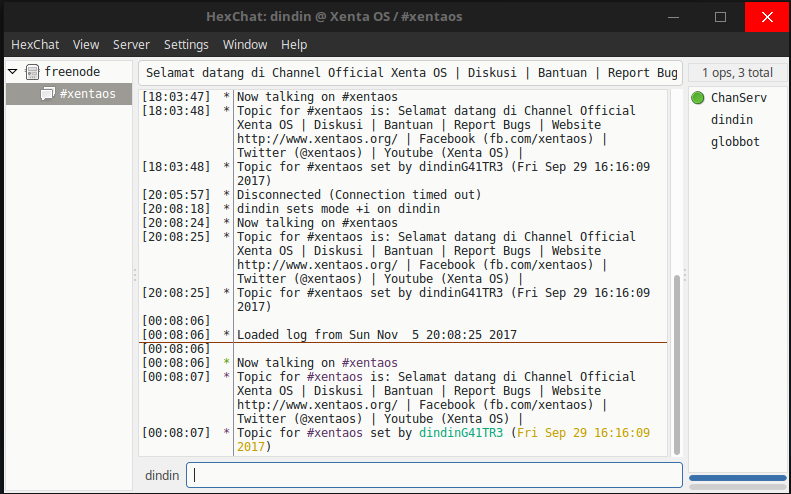 HexChat: dindin @ Xenta OS / #xentaos
HexChat View Server Settings Window Help
freenode
#xentaos
Selamat datang di Channel Official Xenta OS | Diskusi | Bantuan | Report Bug
[18:03:47] * Now talking on #xentaos
[18:03:48] * Topic for #xentaos is: Selamat datang di Channel Official
Xenta OS | Diskusi | Bantuan | Report Bugs | Website
http://www.xentaos.org/ | Facebook (fb.com/xentaos) |
Twitter (@xentaos) | Youtube (Xenta OS) |
[18:03:48] * Topic for #xentaos set by dindinG41TR3 (Fri Sep 29 16:16:09
2017)
[20:05:57] * Disconnected (Connection timed out)
[20:08:18] * dindin sets mode +i on dindin
[20:08:24] * Now talking on #xentaos
[20:08:25] * Topic for #xentaos is: Selamat datang di Channel Official
Xenta OS | Diskusi | Bantuan | Report Bugs | Website
http://www.xentaos.org/ | Facebook (fb.com/xentaos) |
Twitter (@xentaos) | Youtube (Xenta OS) |
[20:08:25] * Topic for #xentaos set by dindinG41TR3 (Fri Sep 29 16:16:09
2017)
[00:08:06]
[00:08:06] * Loaded log from Sun Nov  5 20:08:25 2017
[00:08:06]
[00:08:06] * Now talking on #xentaos
[00:08:07] * Topic for #xentaos is: Selamat datang di Channel Official
Xenta OS | Diskusi | Bantuan | Report Bugs | Website
http://www.xentaos.org/ | Facebook (fb.com/xentaos) |
Twitter (@xentaos) | Youtube (Xenta OS) |
[00:08:07] * Topic for #xentaos set by dindinG41TR3 (Fri Sep 29 16:16:09
2017)
dindin
1 ops, 3 total
ChanServ
dindin
globbot